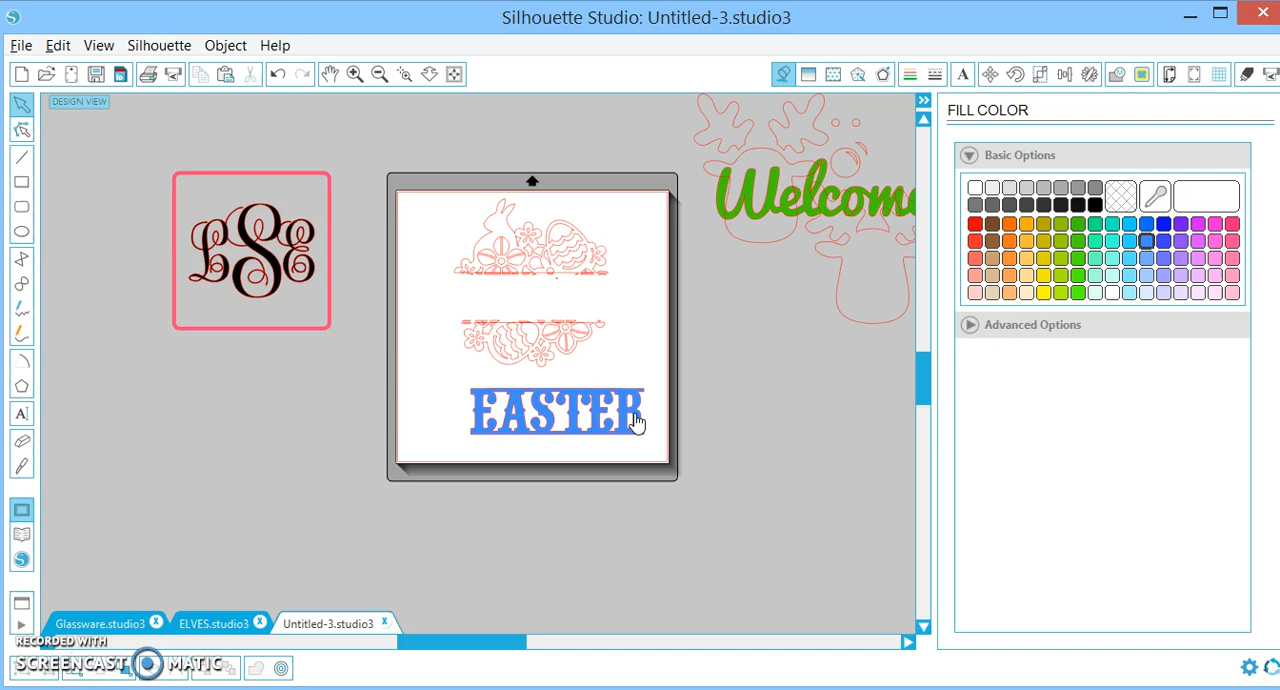 Silhouette Studio: Untitled-3.studio3
File Edit View Silhouette Object Help
DESIGN VIEW
FILL COLOR
Basic Options
Advanced Options
LSE
Welcome
EASTER
Glassware.studio3
ELVES.studio3
Untitled-3.studio3
RECORDED WITH
SCREENCAST MATIC